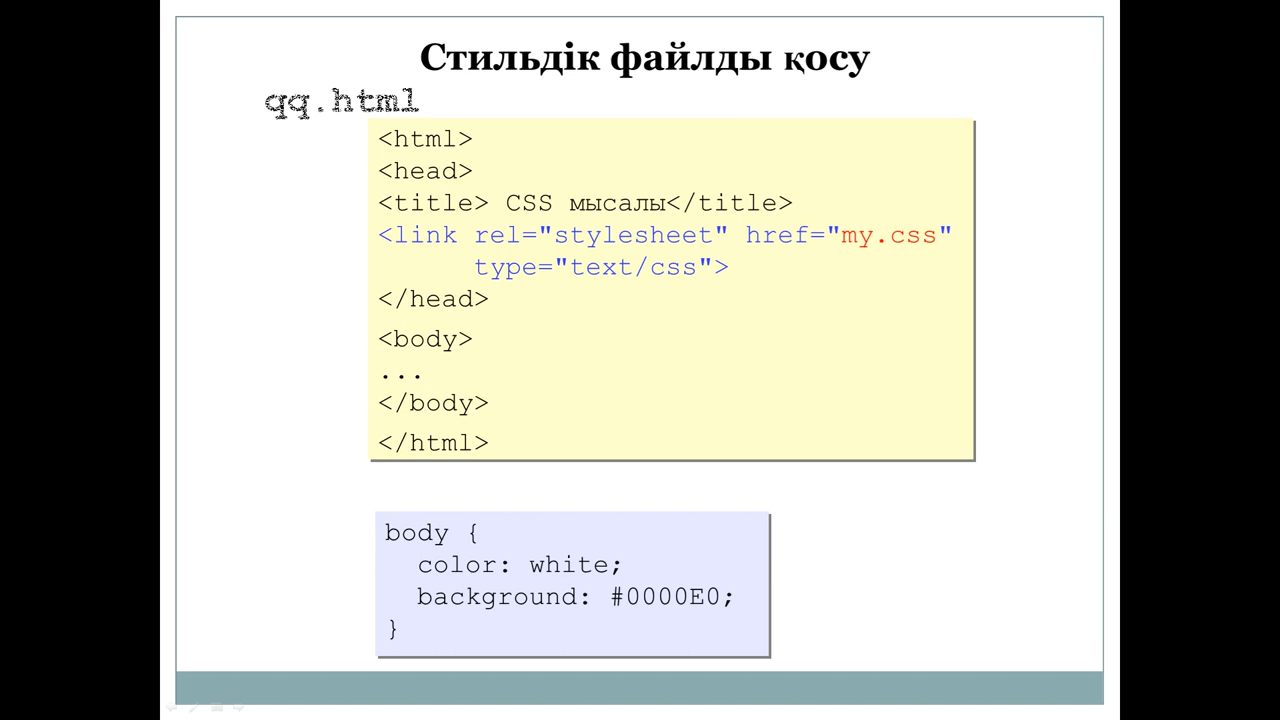 Стильдік файлды қосу
qq.html
<html>
<head>
<title> CSS мысалы</title>
<link rel="stylesheet" href="my.css"
type="text/css">
</head>
<body>
...
</body>
</html>
body {
color: white;
background: #0000E0;
}